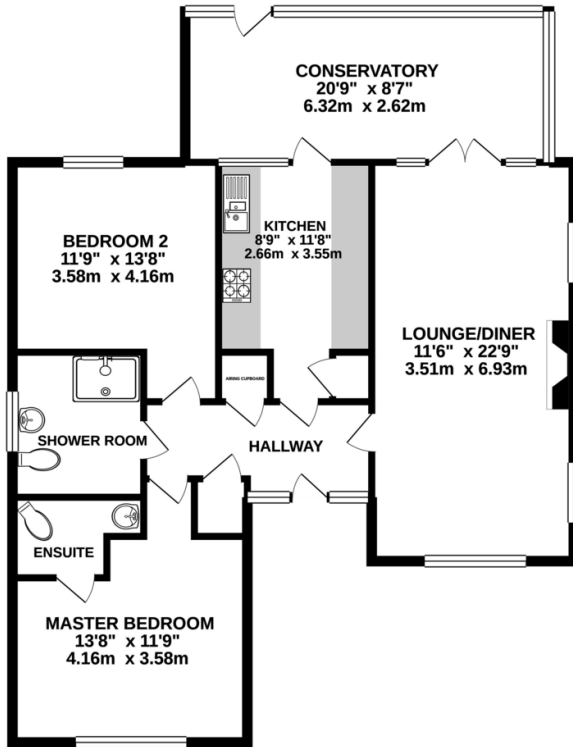 CONSERVATORY
20'9" x 8'7"
6.32m x 2.62m
BEDROOM 2
11'9" x 13'8"
3.58m x 4.16m
KITCHEN
8'9" x 11'8"
2.66m x 3.55m
LOUNGE/DINER
11'6" x 22'9"
3.51m x 6.93m
AIRING CUPBOARD
SHOWER ROOM
HALLWAY
ENSUITE
MASTER BEDROOM
13'8" x 11'9"
4.16m x 3.58m